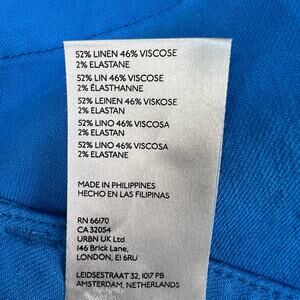 52% LINEN 46% VISCOSE
2% ELASTANE
52% LIN 46% VISCOSE
2% ÉLASTHANNE
52% LEINEN 46% VISKOSE
2% ELASTAN
52% LINO 46% VISCOSA
2% ELASTAN
52% LINO 46% VISCOSA
2% ELASTANE
MADE IN PHILIPPINES
HECHO EN LAS FILIPINAS
RN 66170
CA 32054
URBN UK Ltd.
146 Brick Lane,
LONDON, E1 6RU
LEIDSESTRAAT 32, 1017 PB
AMSTERDAM, NETHERLANDS